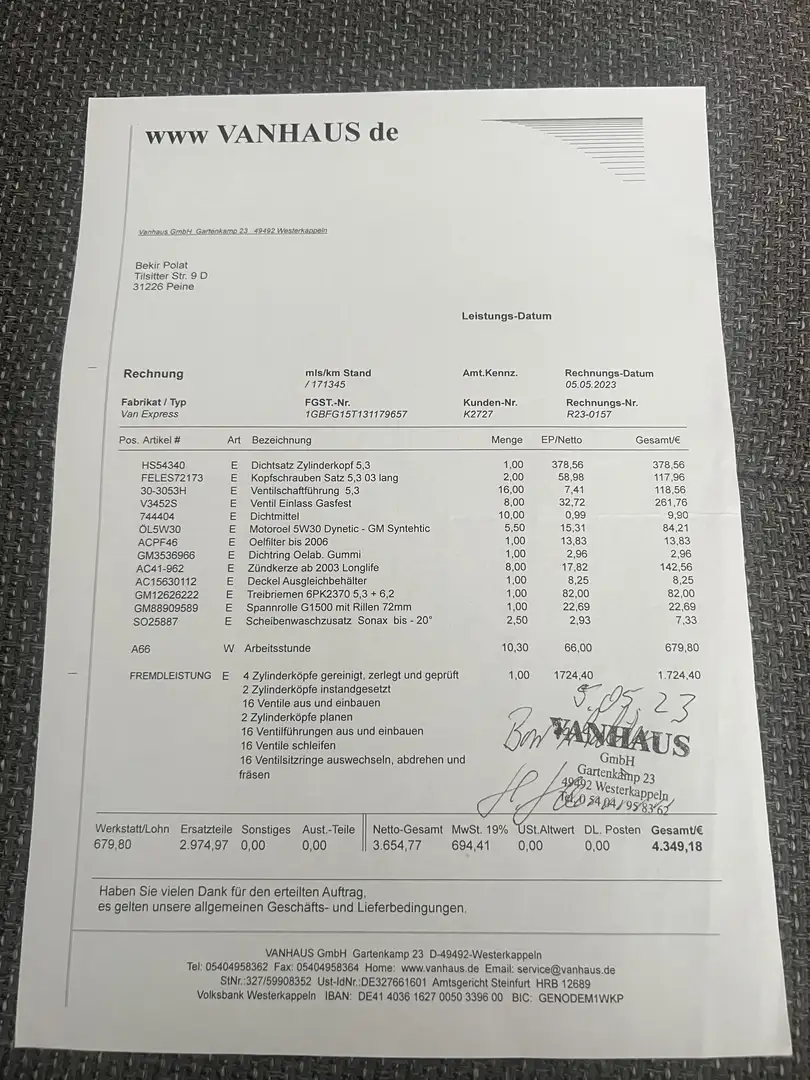 www VANHAUS de
Vanhaus GmbH Gartenkamp 23 49492 Westerkappeln
Bekir Polat
Tilsitter Str. 9 D
31226 Peine
Leistungs-Datum
Rechnung mls/km Stand Amt.Kennz. Rechnungs-Datum
/ 171345 05.05.2023
Fabrikat / Typ FGST.-Nr. Kunden-Nr. Rechnungs-Nr.
Van Express 1GBFG15T131179657 K2727 R23-0157
Pos. Artikel # Art Bezeichnung Menge EP/Netto Gesamt/€
HS54340 E Dichtsatz Zylinderkopf 5,3 1,00 378,56 378,56
FELES72173 E Kopfschrauben Satz 5,3 03 lang 2,00 58,98 117,96
30-3053H E Ventilschaftführung 5,3 16,00 7,41 118,56
V3452S E Ventil Einlass Gasfest 8,00 32,72 261,76
744404 E Dichtmittel 10,00 0,99 9,90
ÖL5W30 E Motoroel 5W30 Dynetic - GM Syntehtic 5,50 15,31 84,21
ACPF46 E Oelfilter bis 2006 1,00 13,83 13,83
GM3536966 E Dichtring Oelab. Gummi 1,00 2,96 2,96
AC41-962 E Zündkerze ab 2003 Longlife 8,00 17,82 142,56
AC15630112 E Deckel Ausgleichbehälter 1,00 8,25 8,25
GM12626222 E Treibriemen 6PK2370 5,3 + 6,2 1,00 82,00 82,00
GM88909589 E Spannrolle G1500 mit Rillen 72mm 1,00 22,69 22,69
SO25887 E Scheibenwaschzusatz Sonax bis - 20° 2,50 2,93 7,33
A66 W Arbeitsstunde 10,30 66,00 679,80
FREMDLEISTUNG E 4 Zylinderköpfe gereinigt, zerlegt und geprüft 1,00 1724,40 1.724,40
2 Zylinderköpfe instandgesetzt
16 Ventile aus und einbauen
2 Zylinderköpfe planen
16 Ventilführungen aus und einbauen
16 Ventile schleifen
16 Ventilsitzringe auswechseln, abdrehen und
fräsen
5.05.23
VANHAUS
GmbH
Gartenkamp 23
49492 Westerkappeln
Tel. 0 54 04 / 95 83 62
Werkstatt/Lohn Ersatzteile Sonstiges Aust.-Teile Netto-Gesamt MwSt. 19% USt.Altwert DL. Posten Gesamt/€
679,80 2.974,97 0,00 0,00 3.654,77 694,41 0,00 0,00 4.349,18
Haben Sie vielen Dank für den erteilten Auftrag,
es gelten unsere allgemeinen Geschäfts- und Lieferbedingungen.
VANHAUS GmbH Gartenkamp 23 D-49492-Westerkappeln
Tel: 05404958362 Fax: 05404958364 Home: www.vanhaus.de Email: service@vanhaus.de
StNr.:327/59908352 Ust-IdNr.:DE327661601 Amtsgericht Steinfurt HRB 12689
Volksbank Westerkappeln IBAN: DE41 4036 1627 0050 3396 00 BIC: GENODEM1WKP